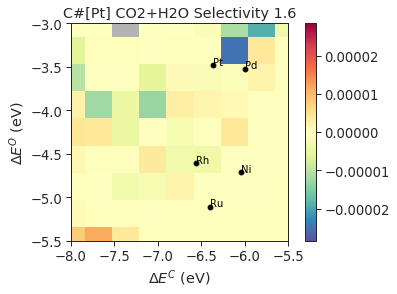 C#[Pt] CO2+H2O Selectivity 1.6
−3.0
−3.5
−4.0
−4.5
−5.0
−5.5
ΔE^O (eV)
Pt
Pd
Rh
Ni
Ru
−8.0 −7.5 −7.0 −6.5 −6.0 −5.5
ΔE^C (eV)
0.00002
0.00001
0.00000
−0.00001
−0.00002